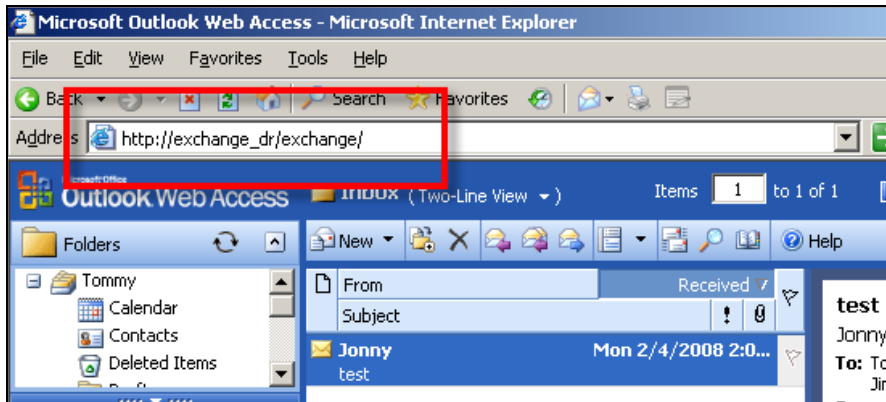 Microsoft Outlook Web Access - Microsoft Internet Explorer
File Edit View Favorites Tools Help
Back Search Favorites
Address http://exchange_dr/exchange/
Microsoft Office
Outlook Web Access Inbox (Two-Line View) Items 1 to 1 of 1
Folders New Help
Tommy
Calendar
Contacts
Deleted Items
From Received
Subject
Jonny Mon 2/4/2008 2:0...
test
test
Jonny
To: